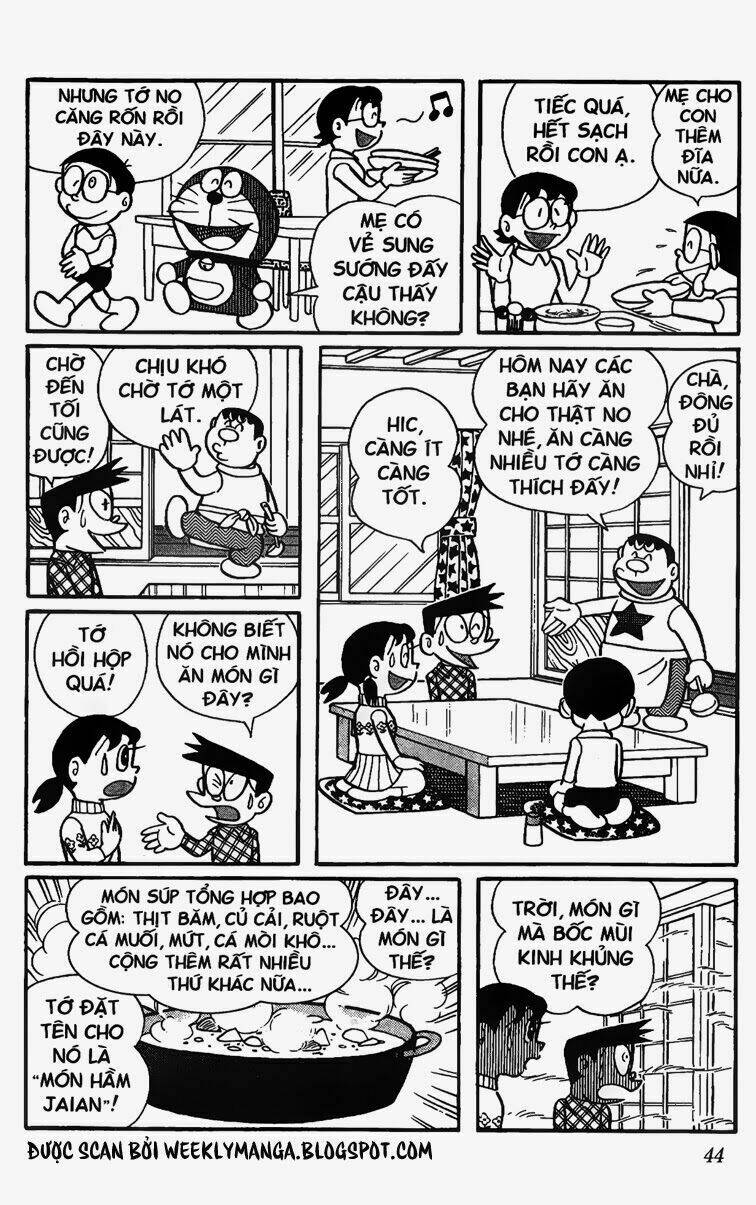 MẸ CHO
CON
THÊM
ĐĨA
NỮA.
TIẾC QUÁ,
HẾT SẠCH
RỒI CON Ạ.
MẸ CÓ
VẺ SUNG
SƯỚNG ĐẤY
CẬU THẤY
KHÔNG?
NHƯNG TỚ NO
CĂNG RỐN RỒI
ĐÂY NÀY.
CHÀ,
ĐÔNG
ĐỦ
RỒI
NHỈ!
HÔM NAY CÁC
BẠN HÃY ĂN
CHO THẬT NO
NHÉ, ĂN CÀNG
NHIỀU TỚ CÀNG
THÍCH ĐẤY!
HIC,
CÀNG ÍT
CÀNG
TỐT.
CHỊU KHÓ
CHỜ TỚ MỘT
LÁT.
CHỜ
ĐẾN
TỐI
CŨNG
ĐƯỢC!
KHÔNG BIẾT
NÓ CHO MÌNH
ĂN MÓN GÌ
ĐÂY?
TỚ
HỒI HỘP
QUÁ!
TRỜI, MÓN GÌ
MÀ BỐC MÙI
KINH KHỦNG
THẾ?
ĐÂY...
ĐÂY... LÀ
MÓN GÌ
THẾ?
MÓN SÚP TỔNG HỢP BAO
GỒM: THỊT BĂM, CỦ CẢI, RUỘT
CÁ MUỐI, MỨT, CÁ MÒI KHÔ...
CỘNG THÊM RẤT NHIỀU
THỨ KHÁC NỮA...
TỚ ĐẶT
TÊN CHO
NÓ LÀ
“MÓN HẦM
JAIAN”!
ĐƯỢC SCAN BỞI WEEKLYMANGA.BLOGSPOT.COM
44